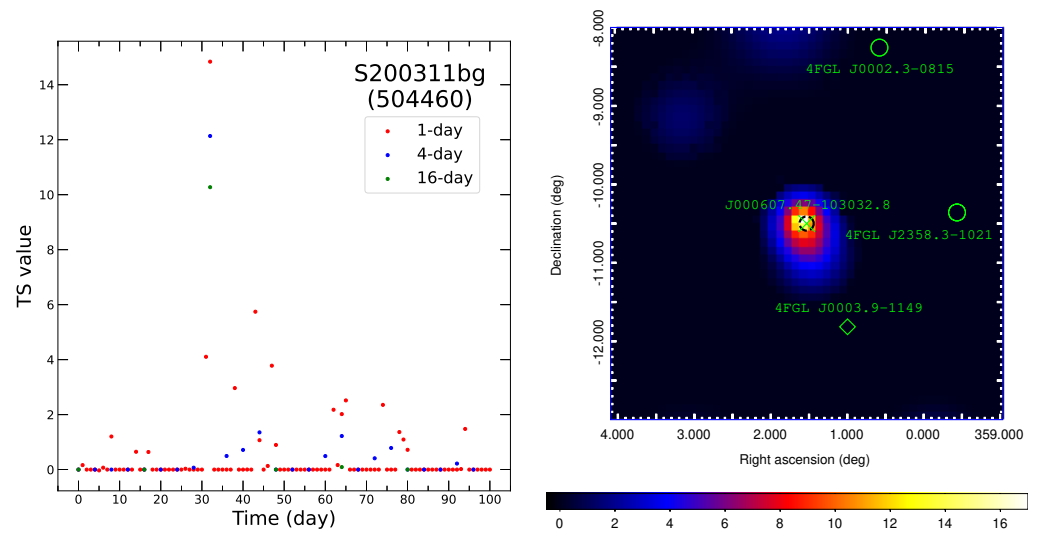 S200311bg
(504460)
1-day
4-day
16-day
TS value
14
12
10
8
6
4
2
0
0 10 20 30 40 50 60 70 80 90 100
Time (day)
Declination (deg)
-8.000
-9.000
-10.000
-11.000
-12.000
4FGL J0002.3-0815
J000607.47-103032.8
4FGL J2358.3-1021
4FGL J0003.9-1149
4.000 3.000 2.000 1.000 0.000 359.000
Right ascension (deg)
0 2 4 6 8 10 12 14 16